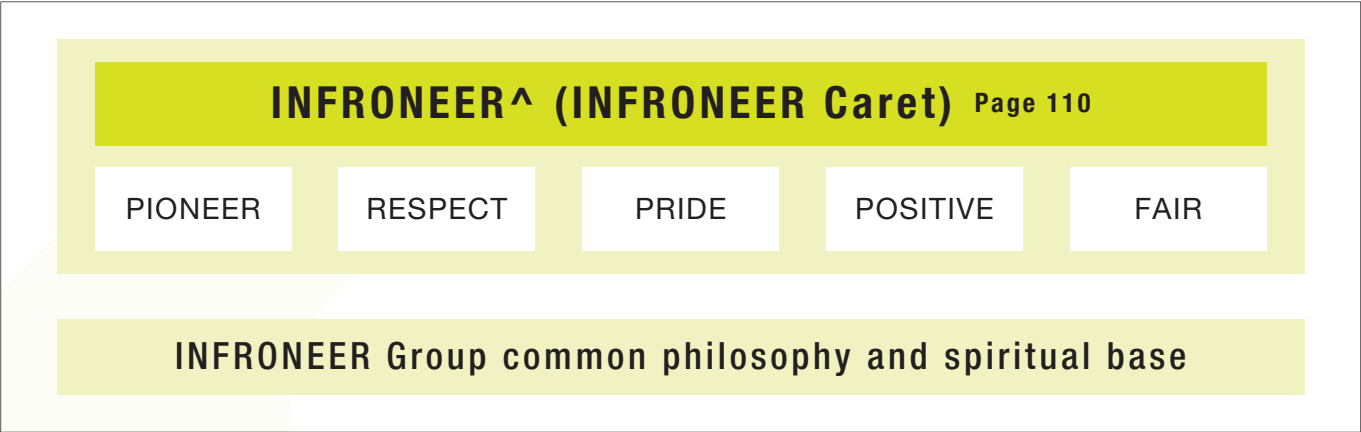 INFRONEER^ (INFRONEER Caret) Page 110
PIONEER RESPECT PRIDE POSITIVE FAIR
INFRONEER Group common philosophy and spiritual base